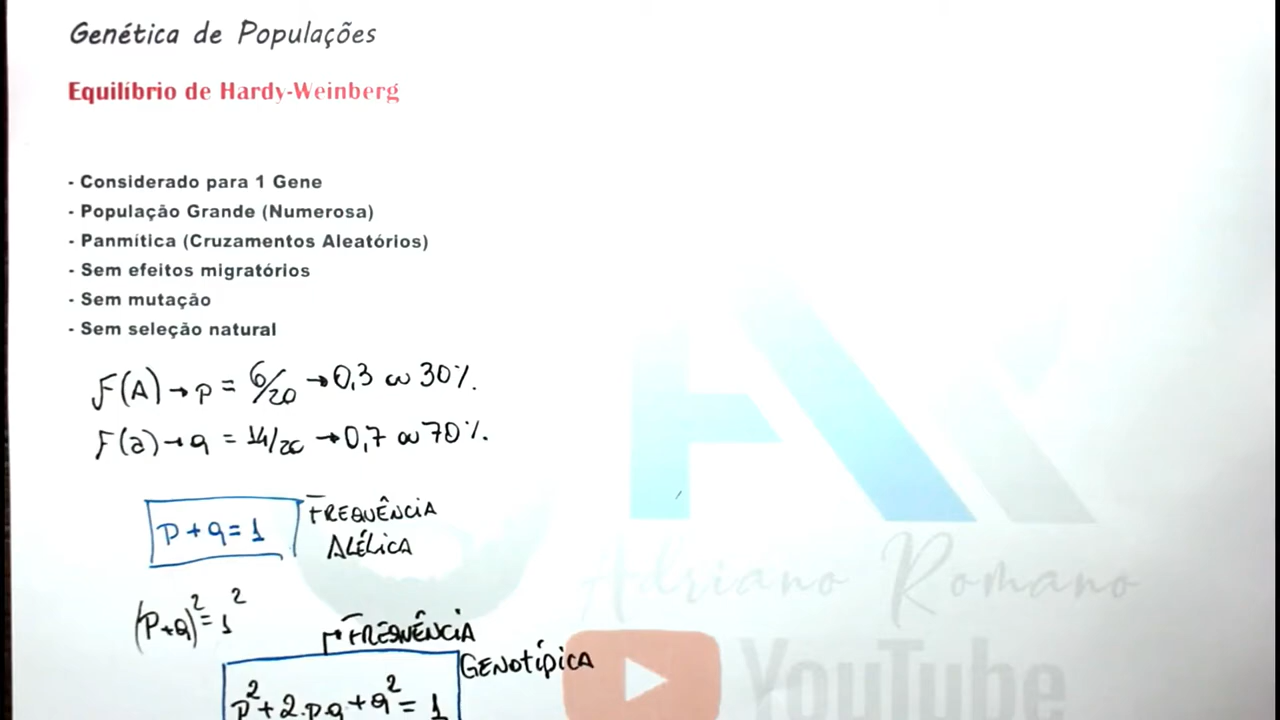 Genética de Populações
Equilíbrio de Hardy-Weinberg
- Considerado para 1 Gene
- População Grande (Numerosa)
- Panmítica (Cruzamentos Aleatórios)
- Sem efeitos migratórios
- Sem mutação
- Sem seleção natural
F(A) → p = 6/20 → 0,3 ou 30%.
F(a) → q = 14/20 → 0,7 ou 70%.
p + q = 1
FREQUÊNCIA
ALÉLICA
(p+q)² = 1²
FREQUÊNCIA
GENOTÍPICA
p² + 2.pq + q² = 1
Adriano Romano
YouTube